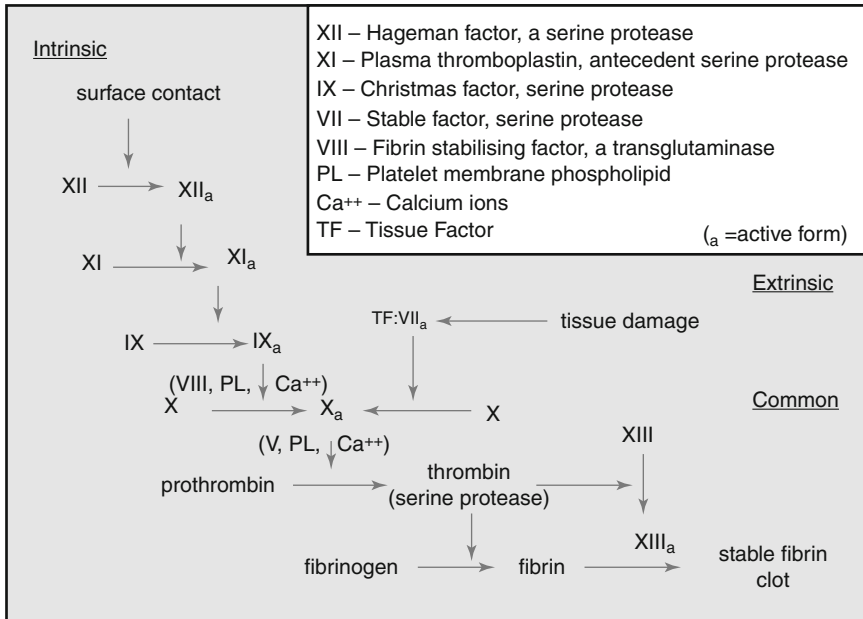 Intrinsic
surface contact
XII
XIIₐ
XI
XIₐ
IX
IXₐ
(VIII, PL, Ca⁺⁺)
X
Xₐ
X
(V, PL, Ca⁺⁺)
prothrombin
thrombin
(serine protease)
fibrinogen
fibrin
XII – Hageman factor, a serine protease
XI – Plasma thromboplastin, antecedent serine protease
IX – Christmas factor, serine protease
VII – Stable factor, serine protease
VIII – Fibrin stabilising factor, a transglutaminase
PL – Platelet membrane phospholipid
Ca⁺⁺ – Calcium ions
TF – Tissue Factor
(ₐ =active form)
Extrinsic
TF:VIIₐ
tissue damage
Common
XIII
XIIIₐ
stable fibrin
clot